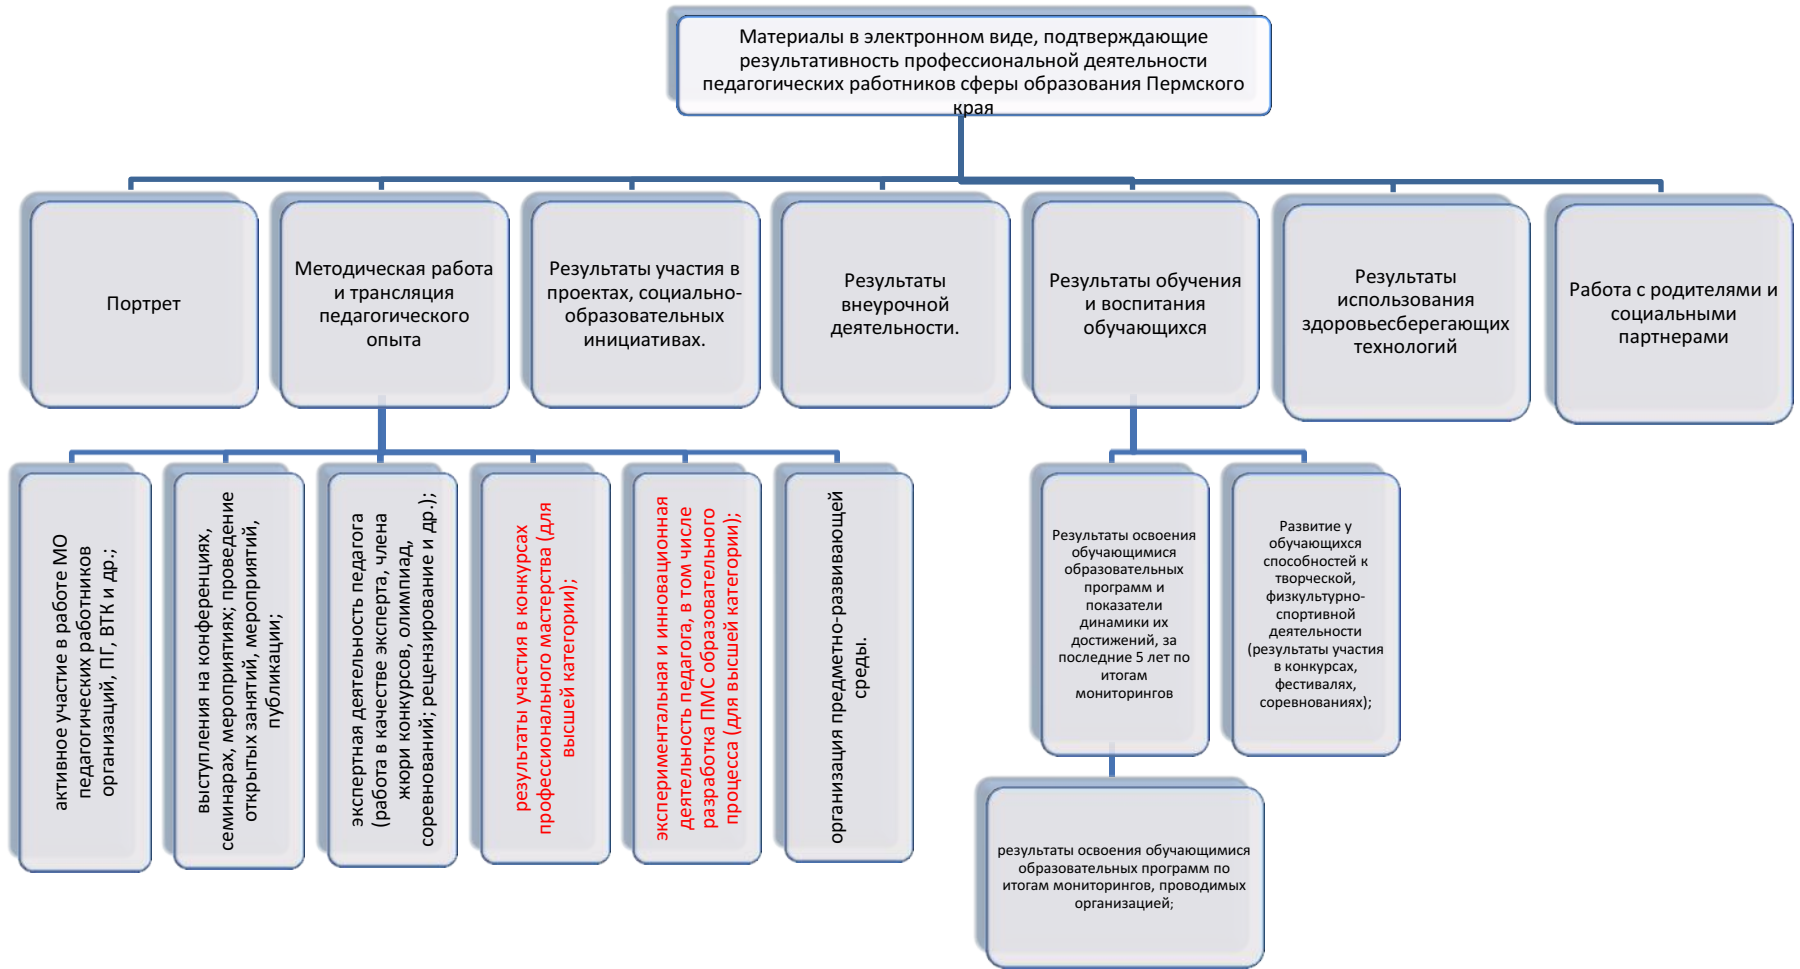 Материалы в электронном виде, подтверждающие
результативность профессиональной деятельности
педагогических работников сферы образования Пермского
края
Портрет
Методическая работа
и трансляция
педагогического
опыта
Результаты участия в
проектах, социально-
образовательных
инициативах.
Результаты
внеурочной
деятельности.
Результаты обучения
и воспитания
обучающихся
Результаты
использования
здоровьесберегающих
технологий
Работа с родителями и
социальными
партнерами
активное участие в работе МО
педагогических работников
организаций, ПГ, ВТК и др.;
выступления на конференциях,
семинарах, мероприятиях; проведение
открытых занятий, мероприятий,
публикации;
экспертная деятельность педагога
(работа в качестве эксперта, члена
жюри конкурсов, олимпиад,
соревнований; рецензирование и др.);
результаты участия в конкурсах
профессионального мастерства (для
высшей категории);
экспериментальная и инновационная
деятельность педагога, в том числе
разработка ПМС образовательного
процесса (для высшей категории);
организация предметно-развивающей
среды.
Результаты освоения
обучающимися
образовательных
программ и
показатели
динамики их
достижений, за
последние 5 лет по
итогам
мониторингов
Развитие у
обучающихся
способностей к
творческой,
физкультурно-
спортивной
деятельности
(результаты участия
в конкурсах,
фестивалях,
соревнованиях);
результаты освоения обучающимися
образовательных программ по
итогам мониторингов, проводимых
организацией;